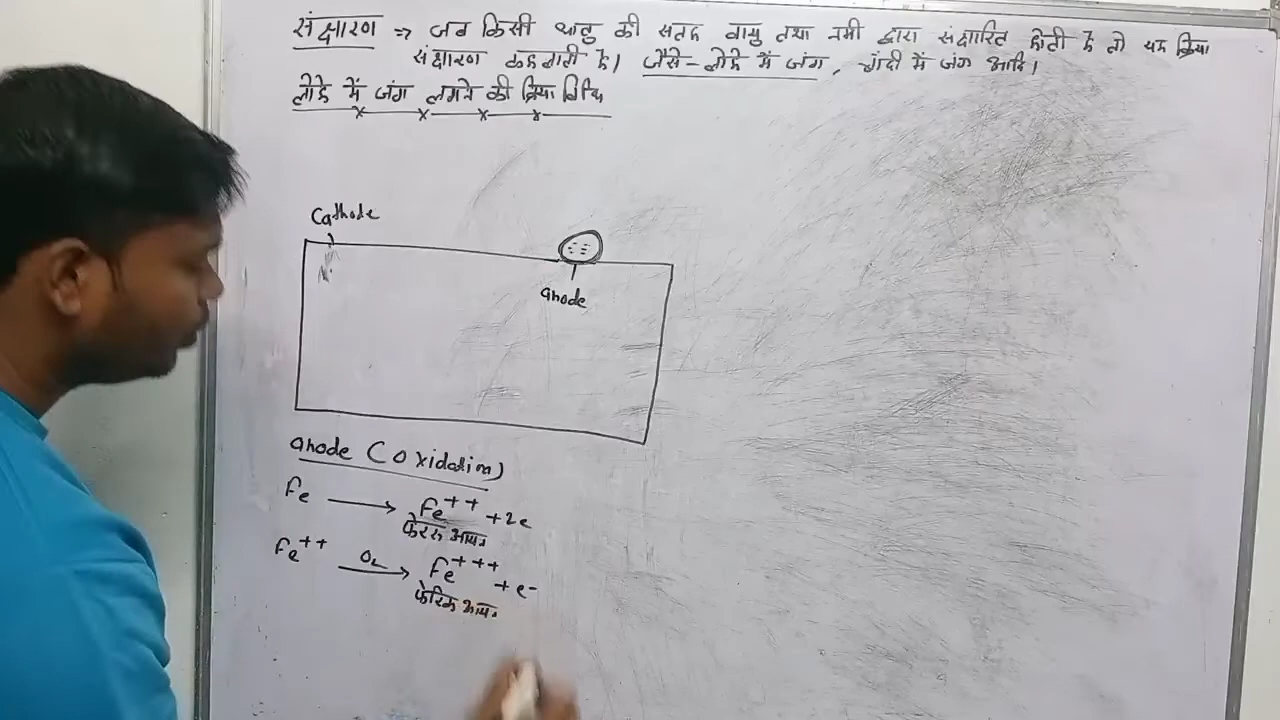 संक्षारण ⇒ जब किसी धातु की सतह वायु तथा नमी द्वारा संक्षारित होती है तो यह क्रिया
संक्षारण कहलाती है। जैसे - लोहे में जंग, चांदी में जंग आदि।
लोहे में जंग लगने की क्रिया विधि
Cathode
anode
anode (oxidation)
Fe → Fe++ + 2e
फेरस आयन
Fe++ O2→ Fe+++ + e-
फेरिक आयन